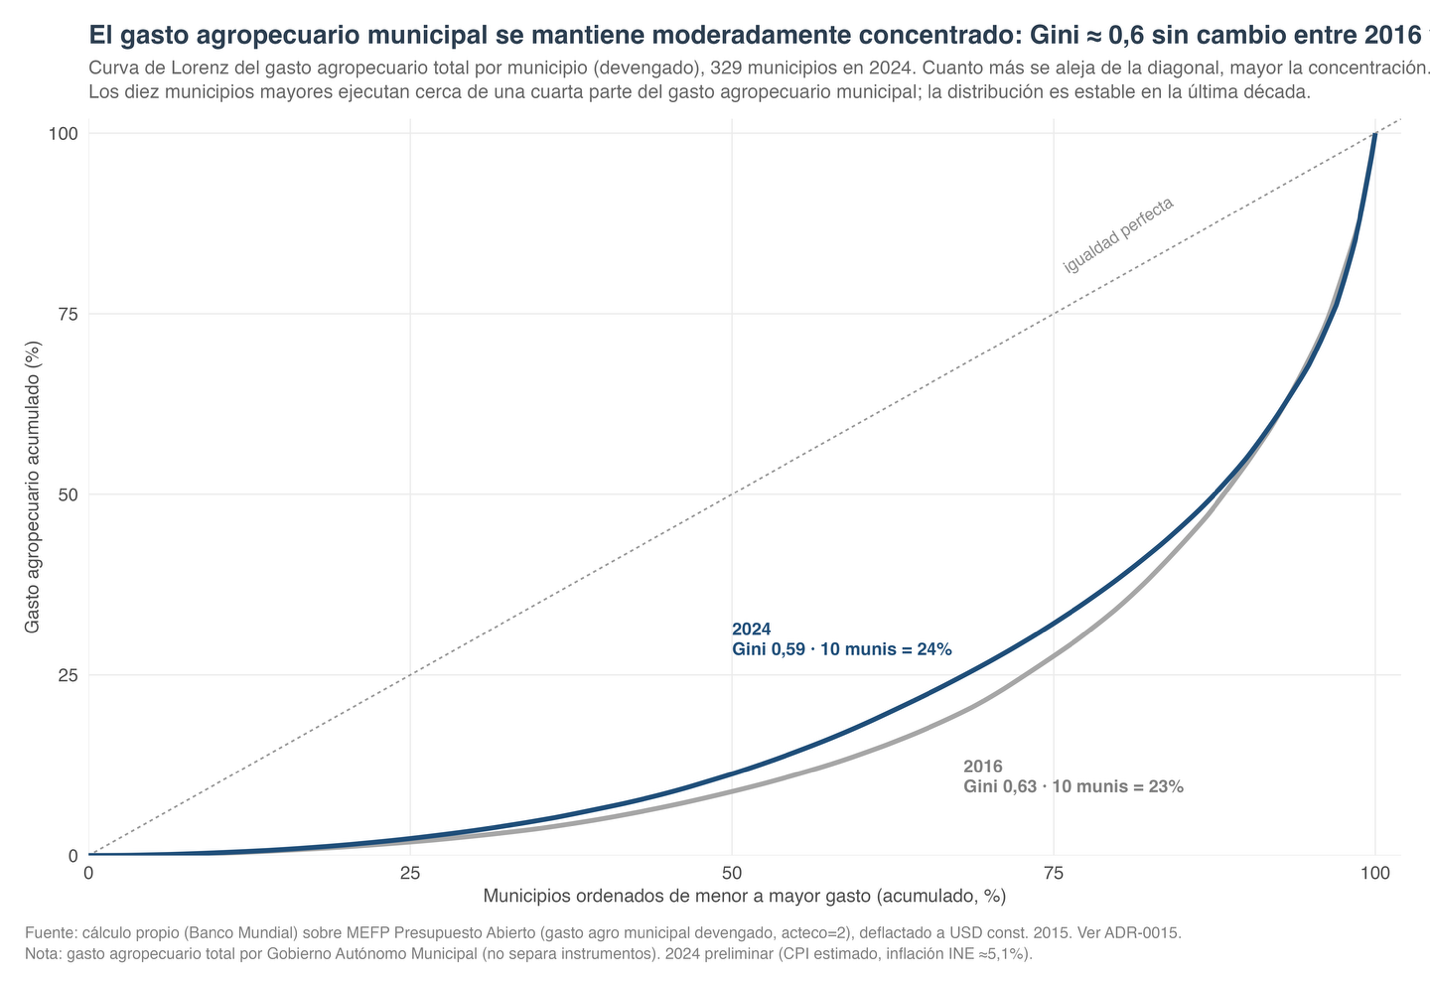 El gasto agropecuario municipal se mantiene moderadamente concentrado: Gini ≈ 0,6 sin cambio entre 2016
Curva de Lorenz del gasto agropecuario total por municipio (devengado), 329 municipios en 2024. Cuanto más se aleja de la diagonal, mayor la concentración.
Los diez municipios mayores ejecutan cerca de una cuarta parte del gasto agropecuario municipal; la distribución es estable en la última década.
100
75
50
25
0
Gasto agropecuario acumulado (%)
igualdad perfecta
2024
Gini 0,59 · 10 munis = 24%
2016
Gini 0,63 · 10 munis = 23%
0 25 50 75 100
Municipios ordenados de menor a mayor gasto (acumulado, %)
Fuente: cálculo propio (Banco Mundial) sobre MEFP Presupuesto Abierto (gasto agro municipal devengado, acteco=2), deflactado a USD const. 2015. Ver ADR-0015.
Nota: gasto agropecuario total por Gobierno Autónomo Municipal (no separa instrumentos). 2024 preliminar (CPI estimado, inflación INE ≈5,1%).